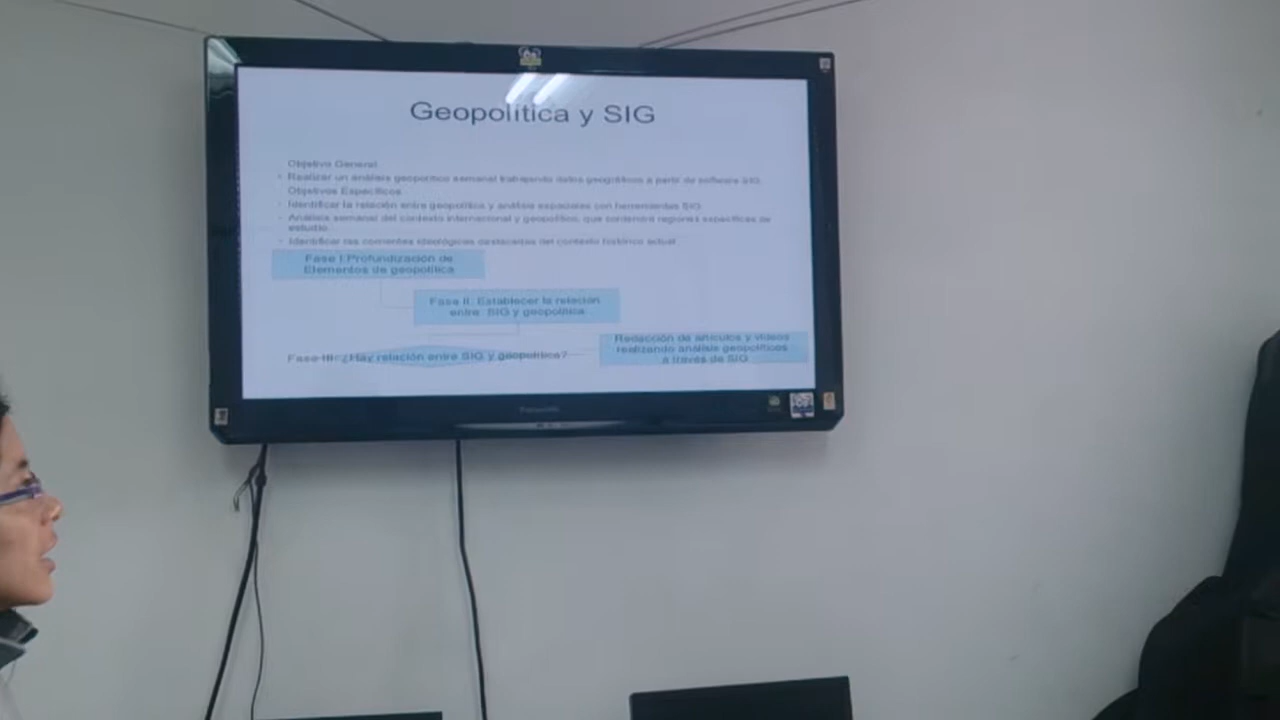 Geopolítica y SIG
Objetivo General
- Realizar un análisis geopolítico semanal trabajando datos geográficos a partir de software SIG
Objetivos Específicos
- Identificar la relación entre geopolítica y análisis espaciales con herramientas SIG
- Análisis semanal del contexto internacional y geopolítico, que contendrá regiones específicas de
estudio.
- Identificar las corrientes ideológicas destacadas del contexto histórico actual
Fase I.Profundización de
Elementos de geopolítica
Fase II. Establecer la relación
entre SIG y geopolítica
Fase III: ¿Hay relación entre SIG y geopolítica?
Redacción de artículos y videos
realizando análisis geopolíticos
a través de SIG
Panasonic